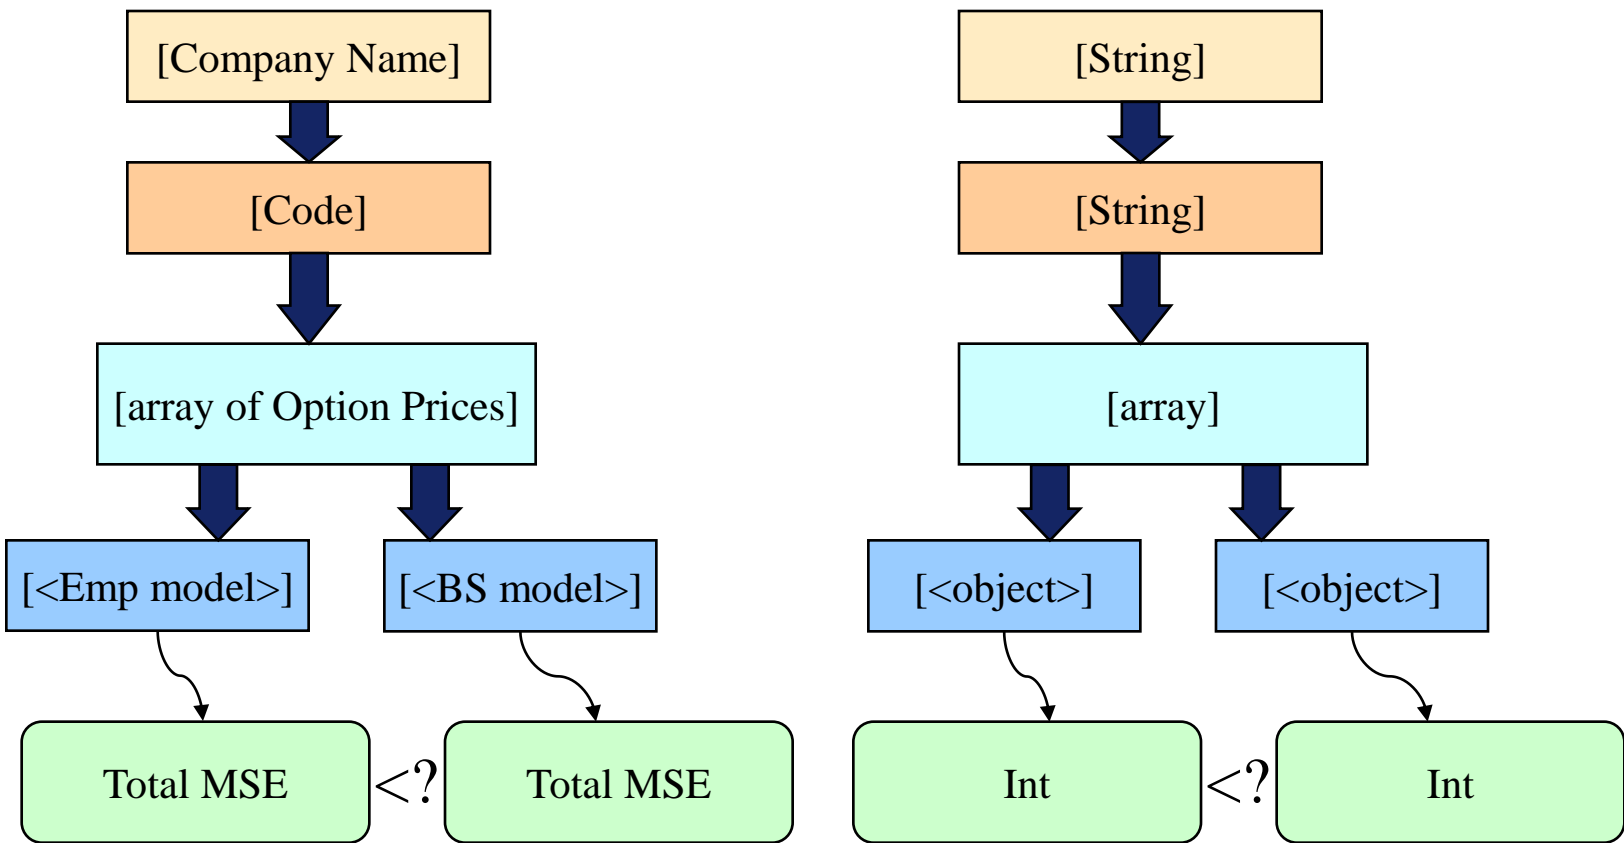 [Company Name]
[String]
[Code]
[String]
[array of Option Prices]
[array]
[<Emp model>]
[<BS model>]
[<object>]
[<object>]
Total MSE
<?
Total MSE
Int
<?
Int